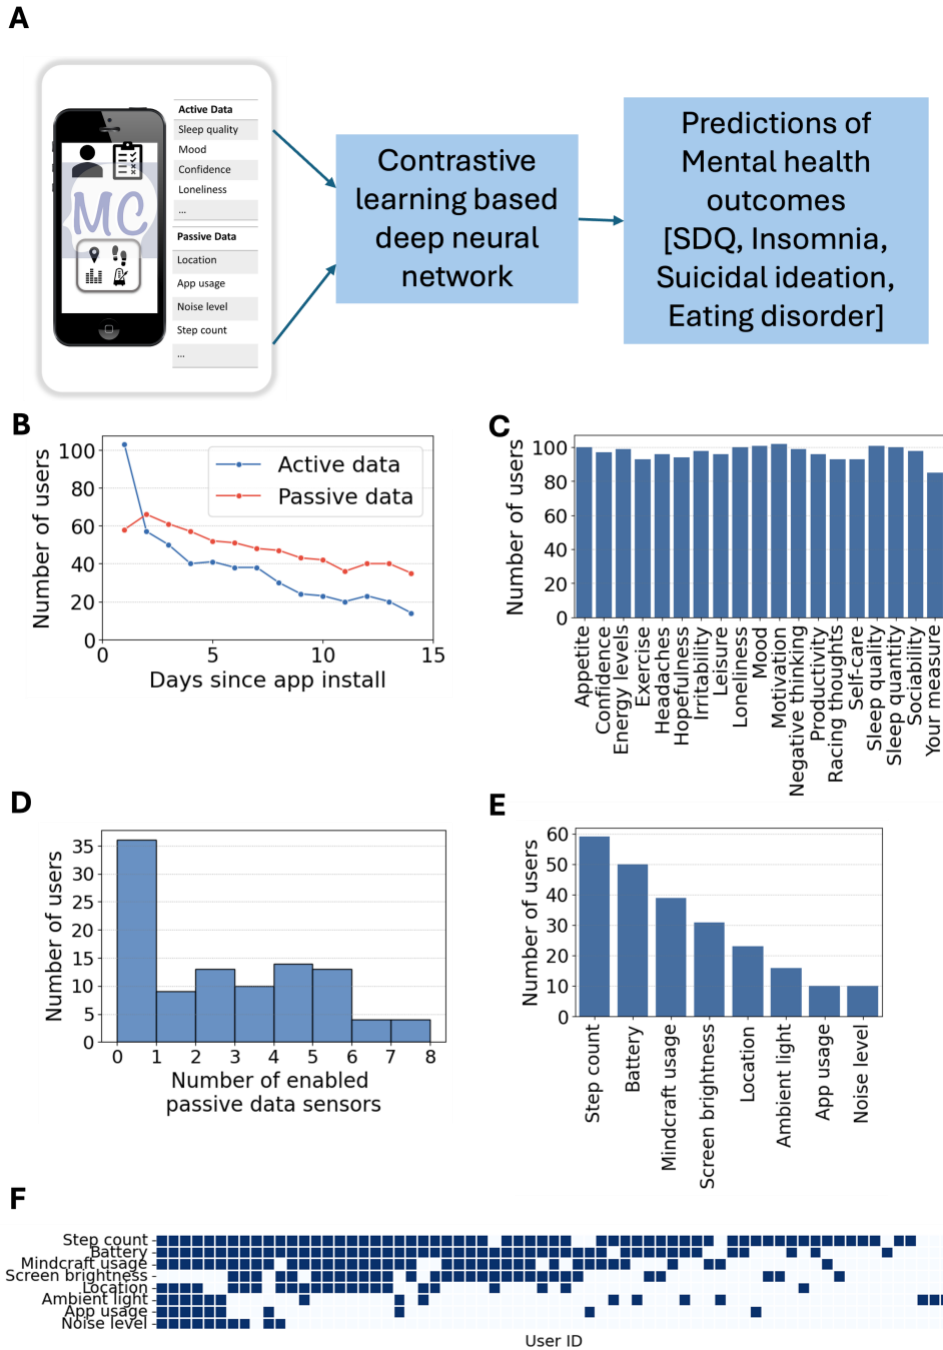 A
Active Data
Sleep quality
Mood
Confidence
Loneliness
...
Passive Data
Location
App usage
Noise level
Step count
...
MC
Contrastive
learning based
deep neural
network
Predictions of
Mental health
outcomes
[SDQ, Insomnia,
Suicidal ideation,
Eating disorder]
B
Number of users
100
80
60
40
20
0
0 5 10 15
Days since app install
Active data
Passive data
C
Number of users
100
80
60
40
20
0
Appetite
Confidence
Energy levels
Exercise
Headaches
Hopefulness
Irritability
Leisure
Loneliness
Mood
Motivation
Negative thinking
Productivity
Racing thoughts
Self-care
Sleep quality
Sleep quantity
Sociability
Your measure
D
Number of users
35
30
25
20
15
10
5
0
0 1 2 3 4 5 6 7 8
Number of enabled
passive data sensors
E
Number of users
60
50
40
30
20
10
0
Step count
Battery
Mindcraft usage
Screen brightness
Location
Ambient light
App usage
Noise level
F
Step count
Battery
Mindcraft usage
Screen brightness
Location
Ambient light
App usage
Noise level
User ID